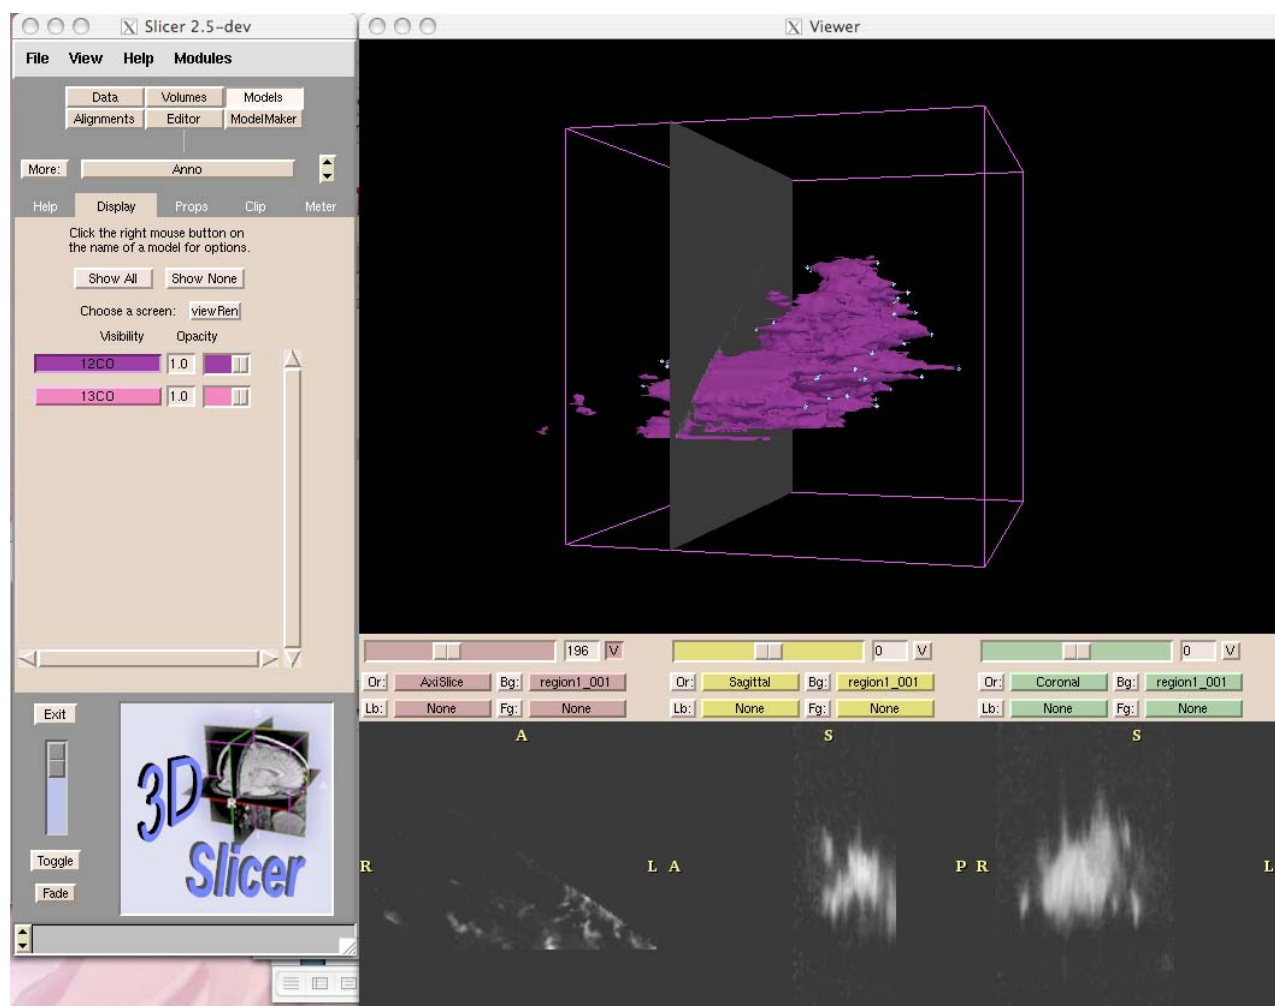 Slicer 2.5-dev
File View Help Modules
Data Volumes Models
Alignments Editor ModelMaker
More: Anno
Help Display Props Clip Meter
Click the right mouse button on
the name of a model for options.
Show All Show None
Choose a screen: viewRen
Visibility Opacity
12CO 1.0
13CO 1.0
Exit
Toggle
Fade
3D
Slicer
R
Viewer
196 V 0 V 0 V
Or: AxiSlice Bg: region1_001 Or: Sagittal Bg: region1_001 Or: Coronal Bg: region1_001
Lb: None Fg: None Lb: None Fg: None Lb: None Fg: None
A S S
R L A P R L